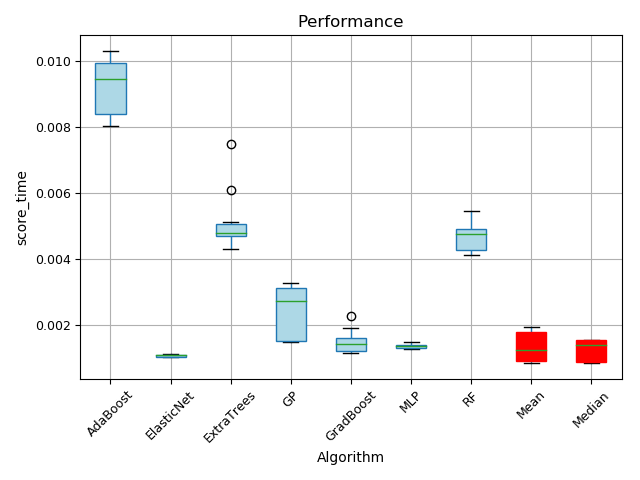 Performance
score_time
0.010
0.008
0.006
0.004
0.002
AdaBoost
ElasticNet
ExtraTrees
GP
GradBoost
MLP
RF
Mean
Median
Algorithm